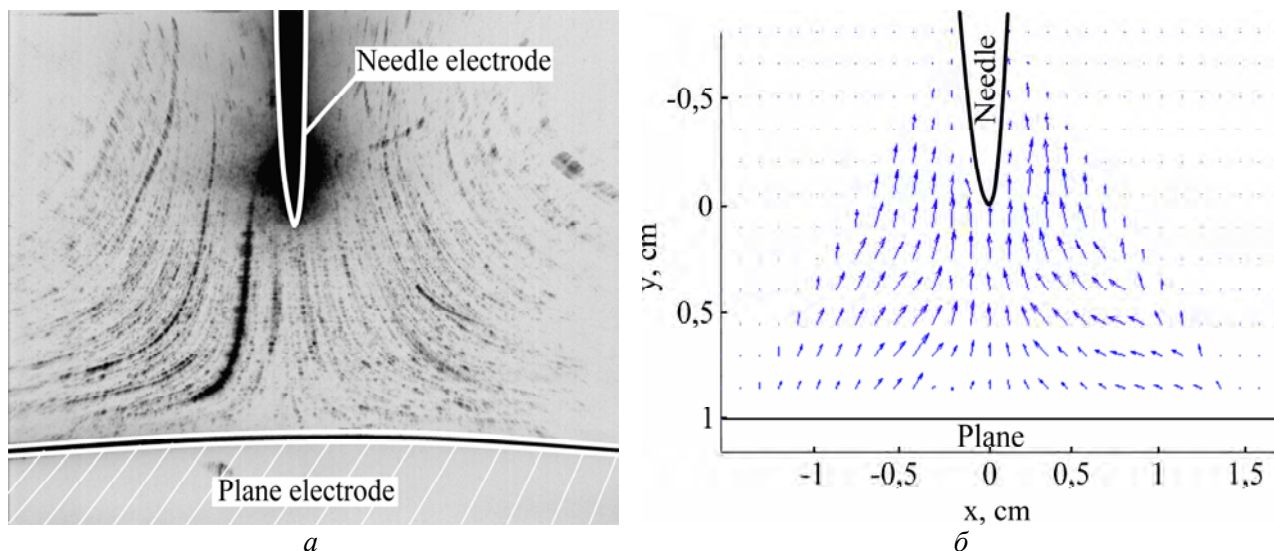 Needle electrode
Plane electrode
а
Needle
-0,5
0
0,5
1
y, cm
Plane
-1
-0,5
0
0,5
1
1,5
x, cm
б